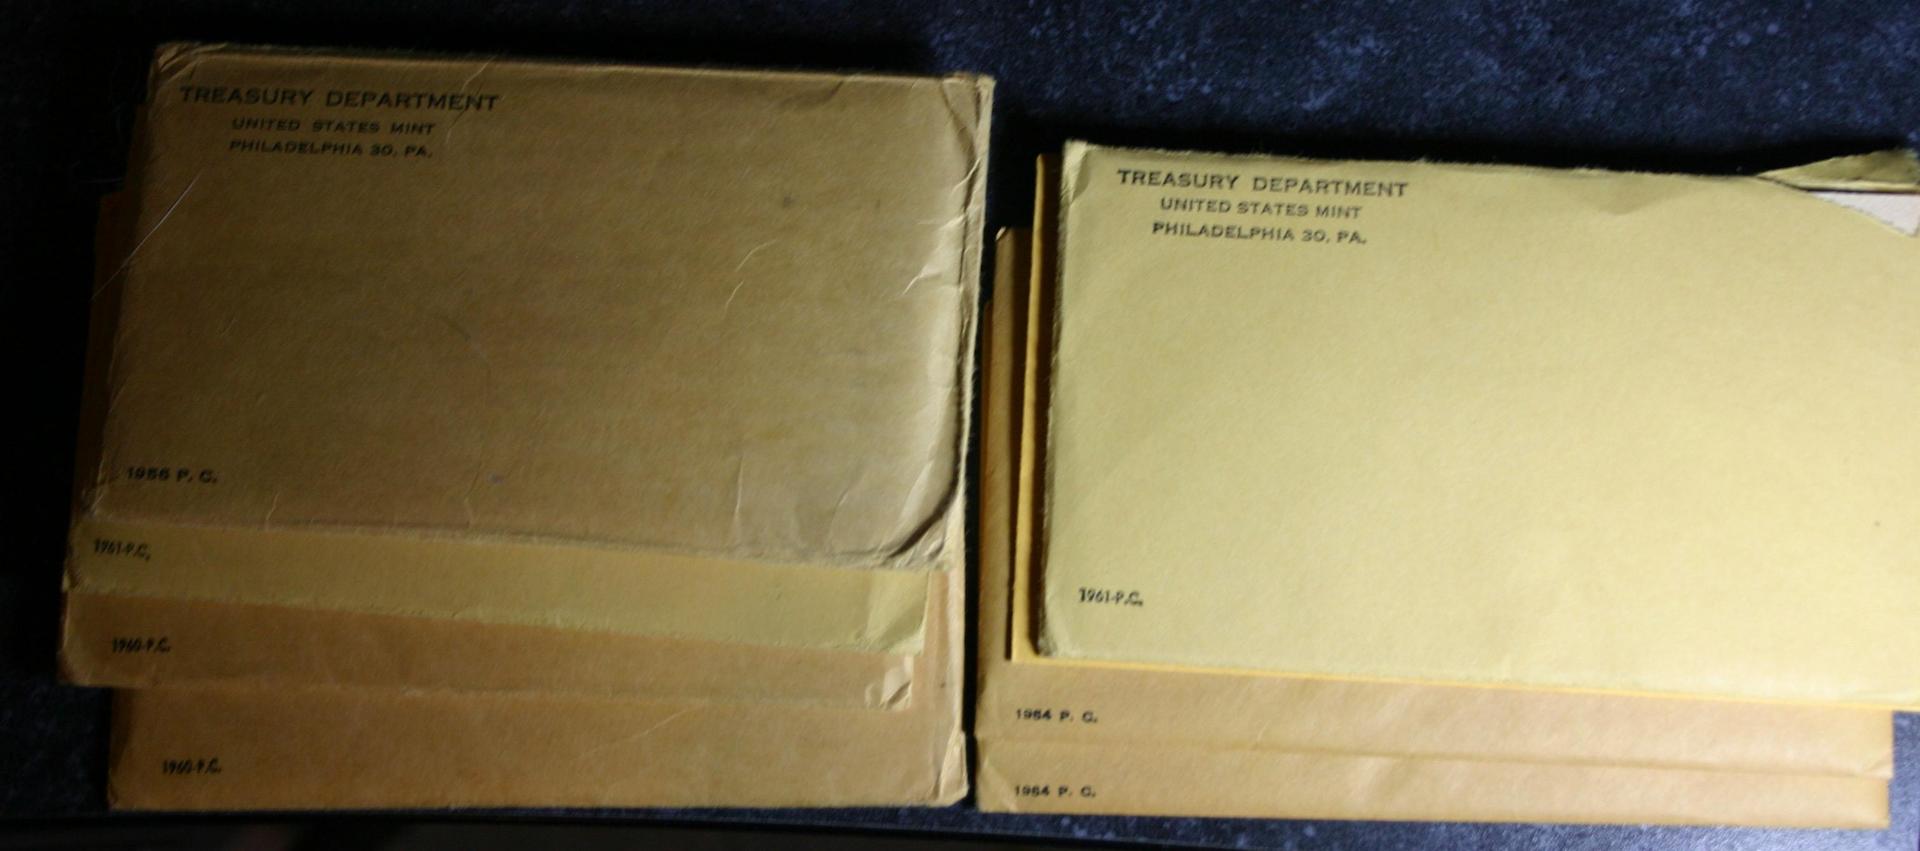 TREASURY DEPARTMENT
UNITED STATES MINT
PHILADELPHIA 30, PA.
1956 P. C.
1961-P.C.
1960-P.C.
1960-P.C.
TREASURY DEPARTMENT
UNITED STATES MINT
PHILADELPHIA 30, PA.
1961-P.C.
1964 P. C.
1964 P. C.